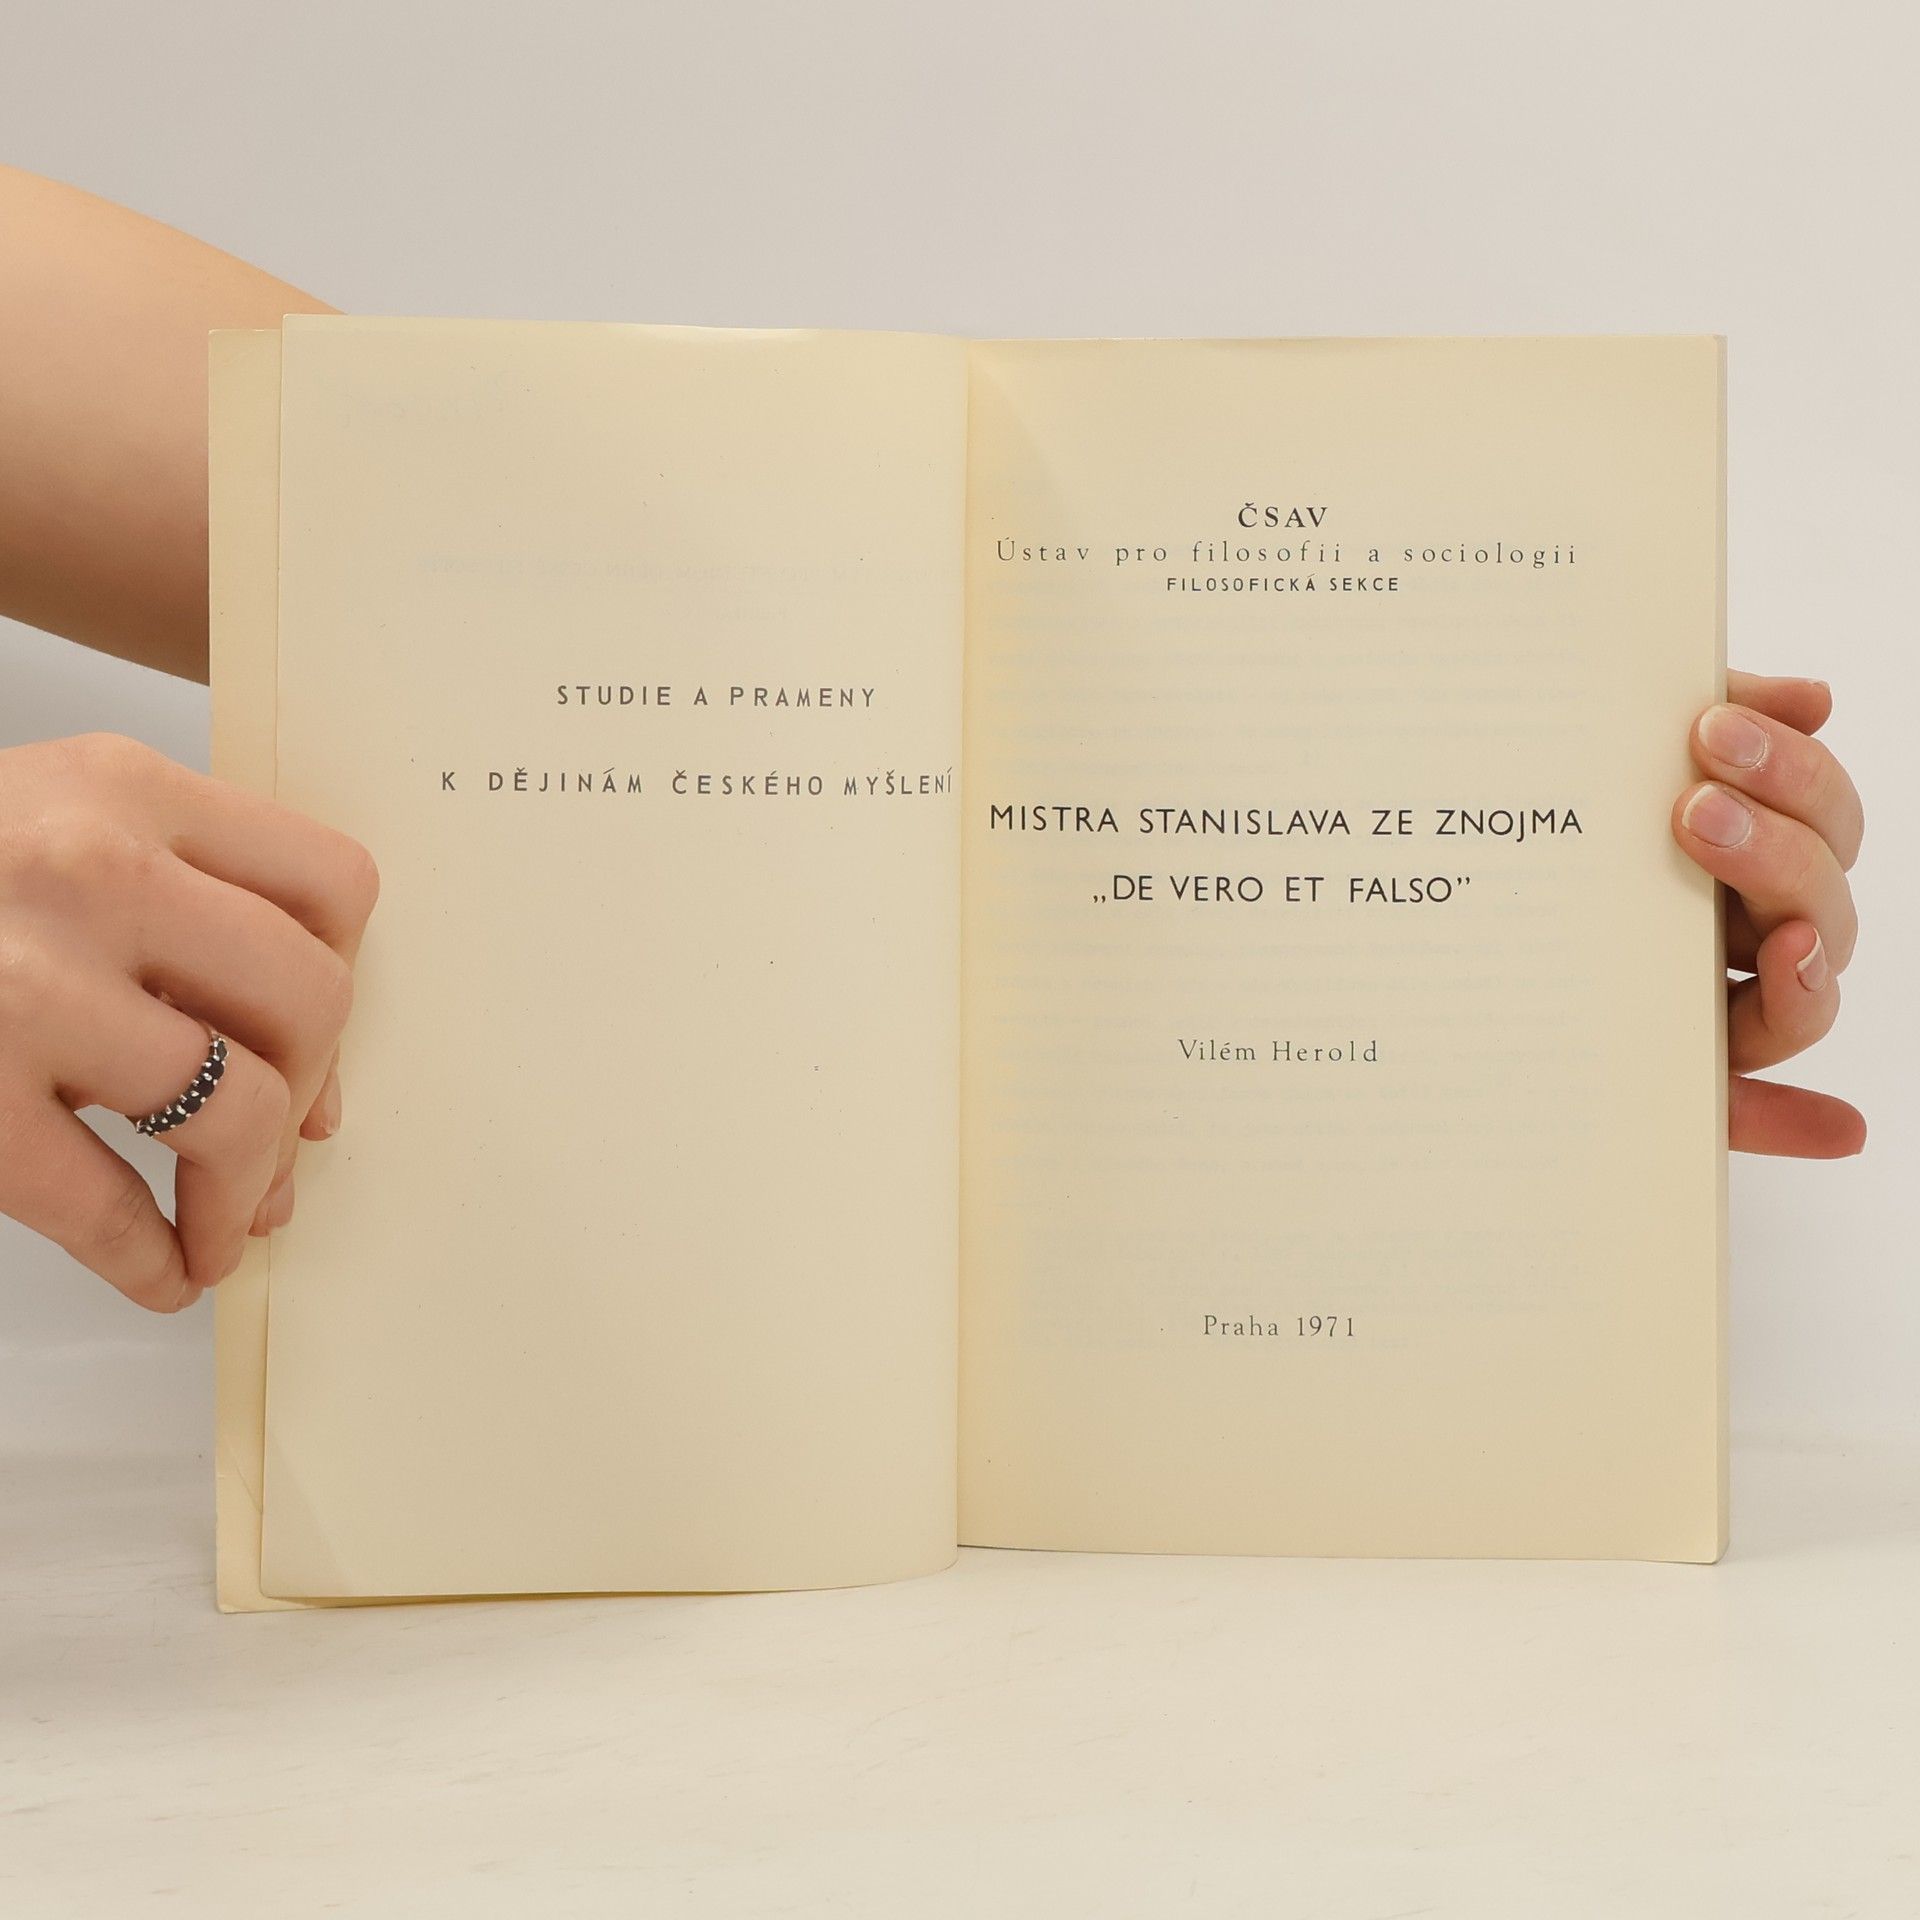 STUDIE A PRAMENY
K DĚJINÁM ČESKÉHO MYŠLENÍ
ČSAV
Ústav pro filosofii a sociologii
FILOSOFICKÁ SEKCE
MISTRA STANISLAVA ZE ZNOJMA
„DE VERO ET FALSO”
Vilém Herold
Praha 1971